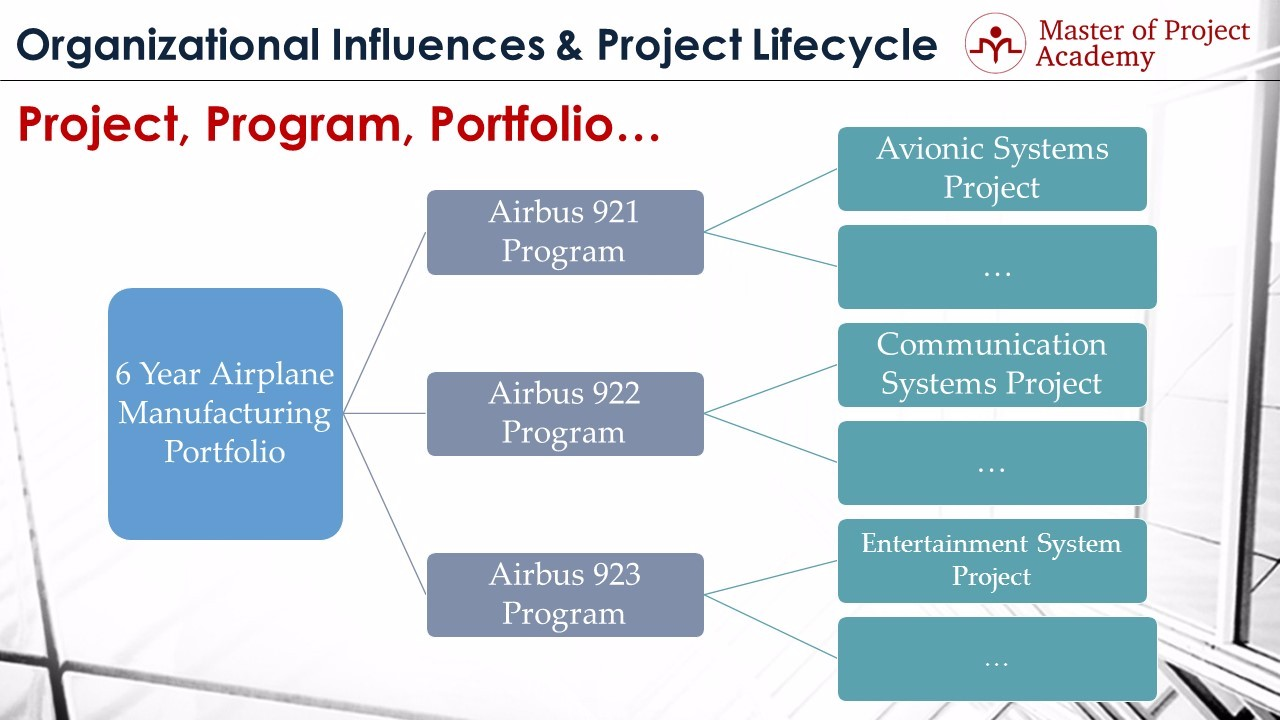 Organizational Influences & Project Lifecycle
Master of Project
Academy
Project, Program, Portfolio…
6 Year Airplane
Manufacturing
Portfolio
Airbus 921
Program
Avionic Systems
Project
…
Airbus 922
Program
Communication
Systems Project
…
Airbus 923
Program
Entertainment System
Project
…